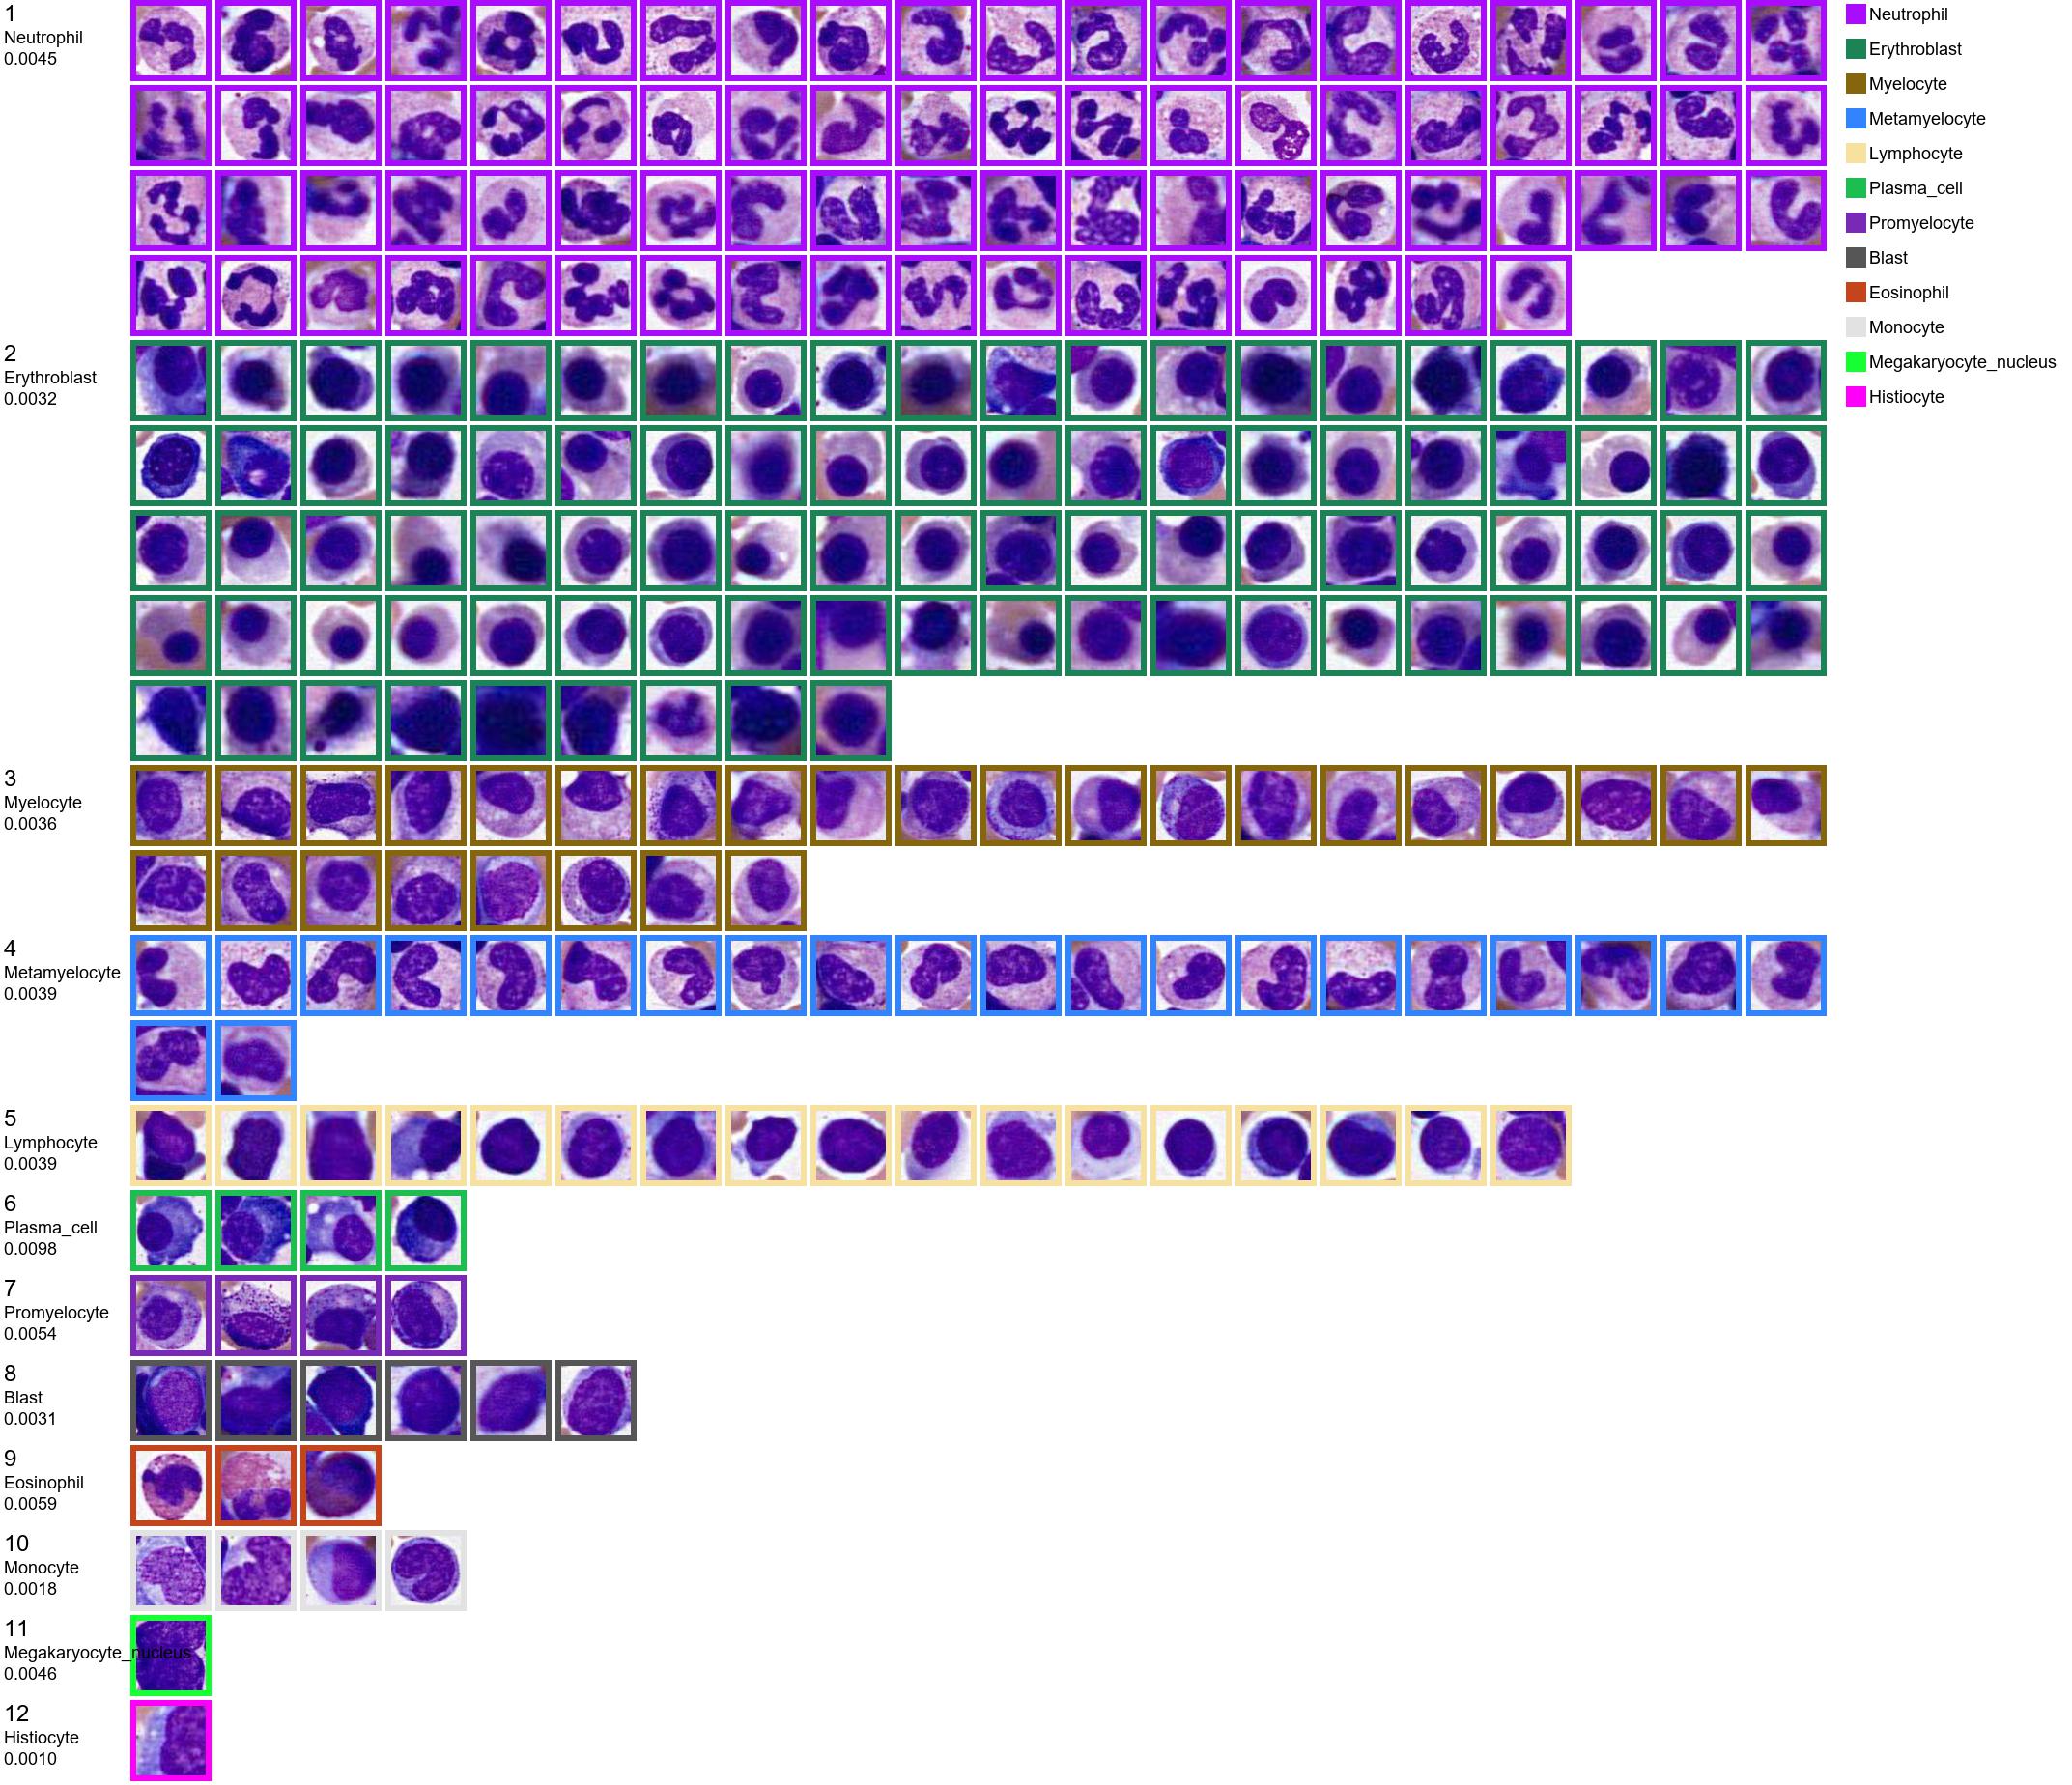 1
Neutrophil
0.0045
2
Erythroblast
0.0032
3
Myelocyte
0.0036
4
Metamyelocyte
0.0039
5
Lymphocyte
0.0039
6
Plasma_cell
0.0098
7
Promyelocyte
0.0054
8
Blast
0.0031
9
Eosinophil
0.0059
10
Monocyte
0.0018
11
Megakaryocyte_nucleus
0.0046
12
Histiocyte
0.0010
Neutrophil
Erythroblast
Myelocyte
Metamyelocyte
Lymphocyte
Plasma_cell
Promyelocyte
Blast
Eosinophil
Monocyte
Megakaryocyte_nucleus
Histiocyte